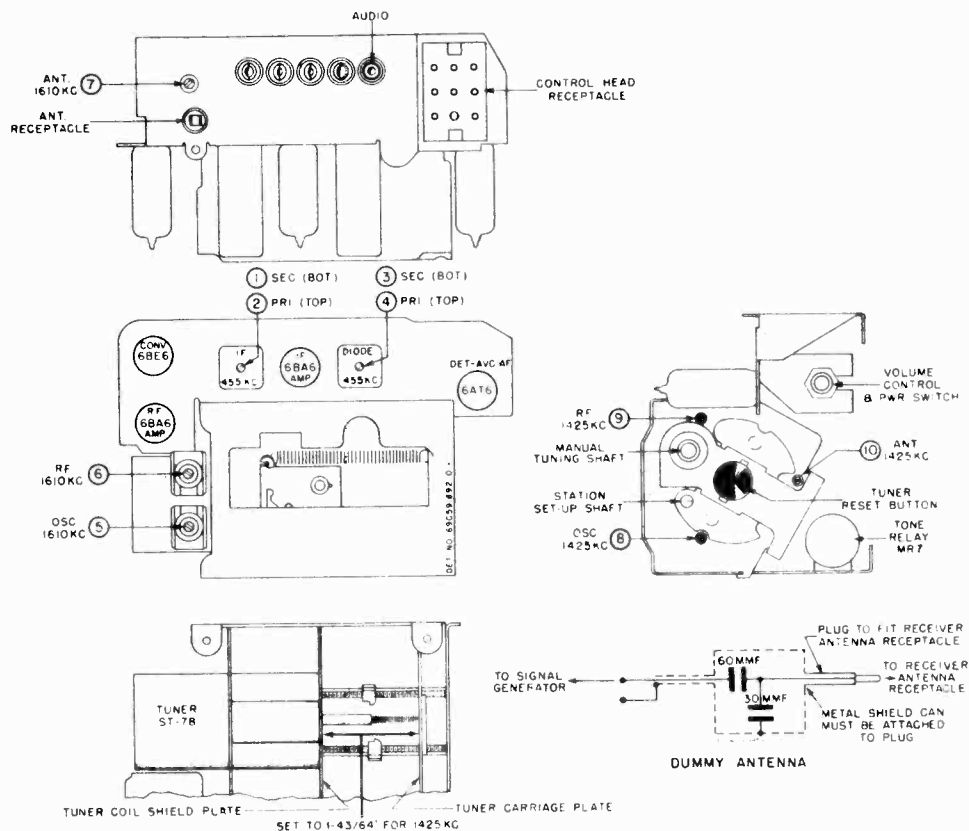 AUDIO
ANT.
1610KC
7
ANT.
RECEPTACLE
CONTROL HEAD
RECEPTACLE
1 SEC (BOT)
2 PRI (TOP)
3 SEC (BOT)
4 PRI (TOP)
CONV
6BE6
IF
455KC
IF
6BA6
AMP
DIODE
455KC
DET-AVC-AF
6AT6
RF
6BA6
AMP
RF
1610KC
6
OSC
1610KC
5
VOLUME
CONTROL
& PWR SWITCH
RF
1425KC
9
MANUAL
TUNING SHAFT
10
ANT
1425KC
STATION
SET-UP SHAFT
TUNER
RESET BUTTON
OSC
1425KC
8
TONE
RELAY
MR7
TUNER
ST-7B
TUNER COIL SHIELD PLATE
TUNER CARRIAGE PLATE
SET TO 1-43/64" FOR 1425KC
TO SIGNAL
GENERATOR
60MMF
30MMF
PLUG TO FIT RECEIVER
ANTENNA RECEPTACLE
TO RECEIVER
ANTENNA
RECEPTACLE
METAL SHIELD CAN
MUST BE ATTACHED
TO PLUG
DUMMY ANTENNA